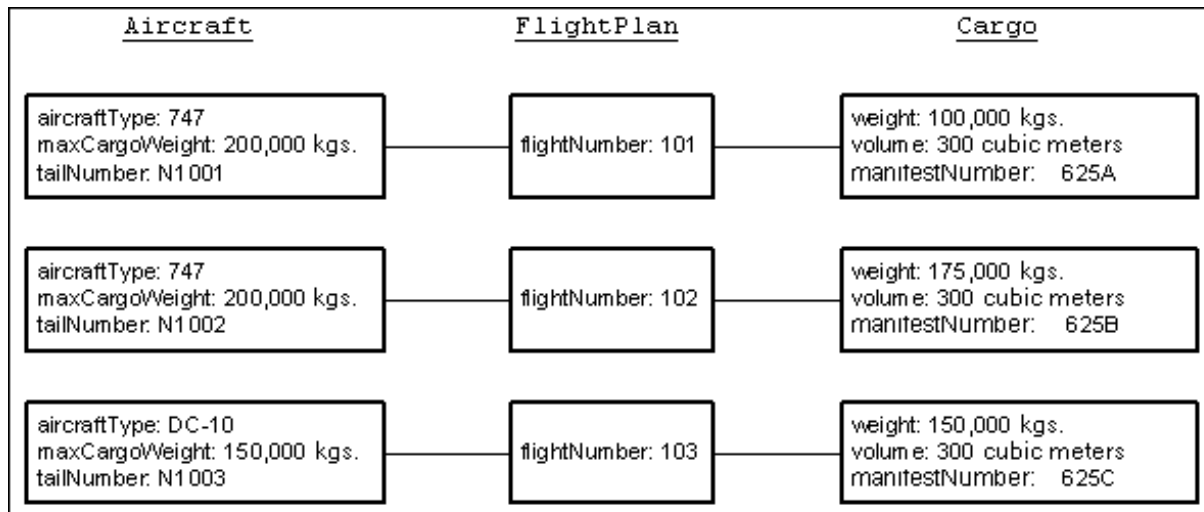 Aircraft FlightPlan Cargo
aircraftType: 747
maxCargoWeight: 200,000 kgs.
tailNumber: N1001
flightNumber: 101
weight: 100,000 kgs.
volume: 300 cubic meters
manifestNumber: 625A
aircraftType: 747
maxCargoWeight: 200,000 kgs.
tailNumber: N1002
flightNumber: 102
weight: 175,000 kgs.
volume: 300 cubic meters
manifestNumber: 625B
aircraftType: DC-10
maxCargoWeight: 150,000 kgs.
tailNumber: N1003
flightNumber: 103
weight: 150,000 kgs.
volume: 300 cubic meters
manifestNumber: 625C